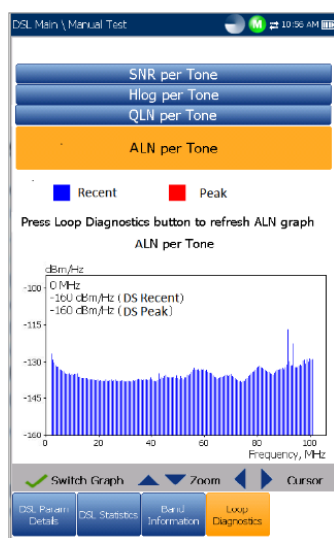 DSL Main \ Manual Test
M
10:56 AM
SNR per Tone
Hlog per Tone
QLN per Tone
ALN per Tone
Recent Peak
Press Loop Diagnostics button to refresh ALN graph
ALN per Tone
dBm/Hz
0 MHz
-160 dBm/Hz (DS Recent)
-160 dBm/Hz (DS Peak)
-100
-115
-130
-145
-160
0 20 40 60 80 100
Frequency, MHz
Switch Graph Zoom Cursor
DSL Param Details
DSL Statistics
Band Information
Loop Diagnostics